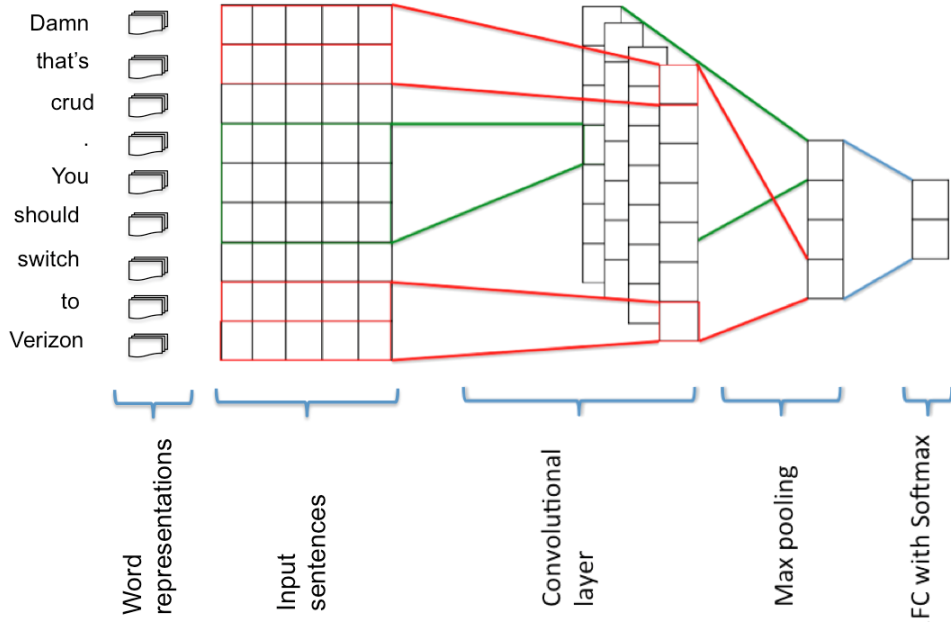 Damn
that's
crud
.
You
should
switch
to
Verizon
Word
representations
Input
sentences
Convolutional
layer
Max pooling
FC with Softmax